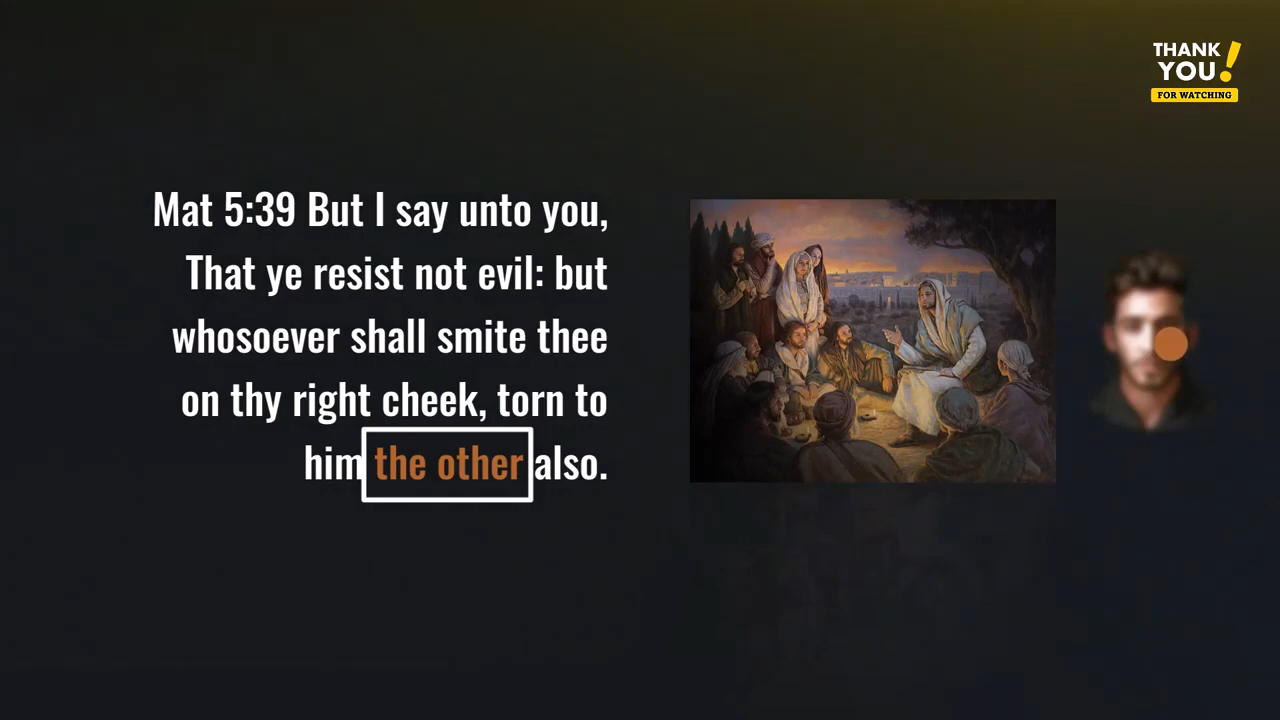 THANK
YOU!
FOR WATCHING
Mat 5:39 But I say unto you,
That ye resist not evil: but
whosoever shall smite thee
on thy right cheek, torn to
him the other also.